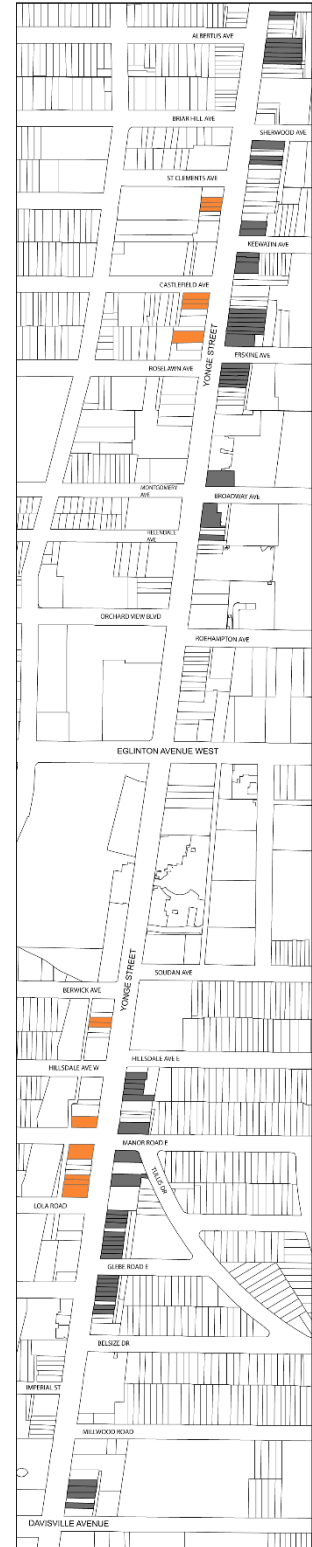 ALBERTUS AVE
BRIAR HILL AVE
SHERWOOD AVE
ST CLEMENTS AVE
KEEWATIN AVE
CASTLEFIELD AVE
YONGE STREET
ERSKINE AVE
ROSELAWN AVE
MONTGOMERY
AVE
BROADWAY AVE
HELENDALE
AVE
ORCHARD VIEW BLVD
ROEHAMPTON AVE
EGLINTON AVENUE WEST
YONGE STREET
SOUDAN AVE
BERWICK AVE
HILLSDALE AVE E
HILLSDALE AVE W
MANOR ROAD E
TULLIS DR
LOLA ROAD
GLEBE ROAD E
BELSIZE DR
IMPERIAL ST
MILLWOOD ROAD
DAVISVILLE AVENUE